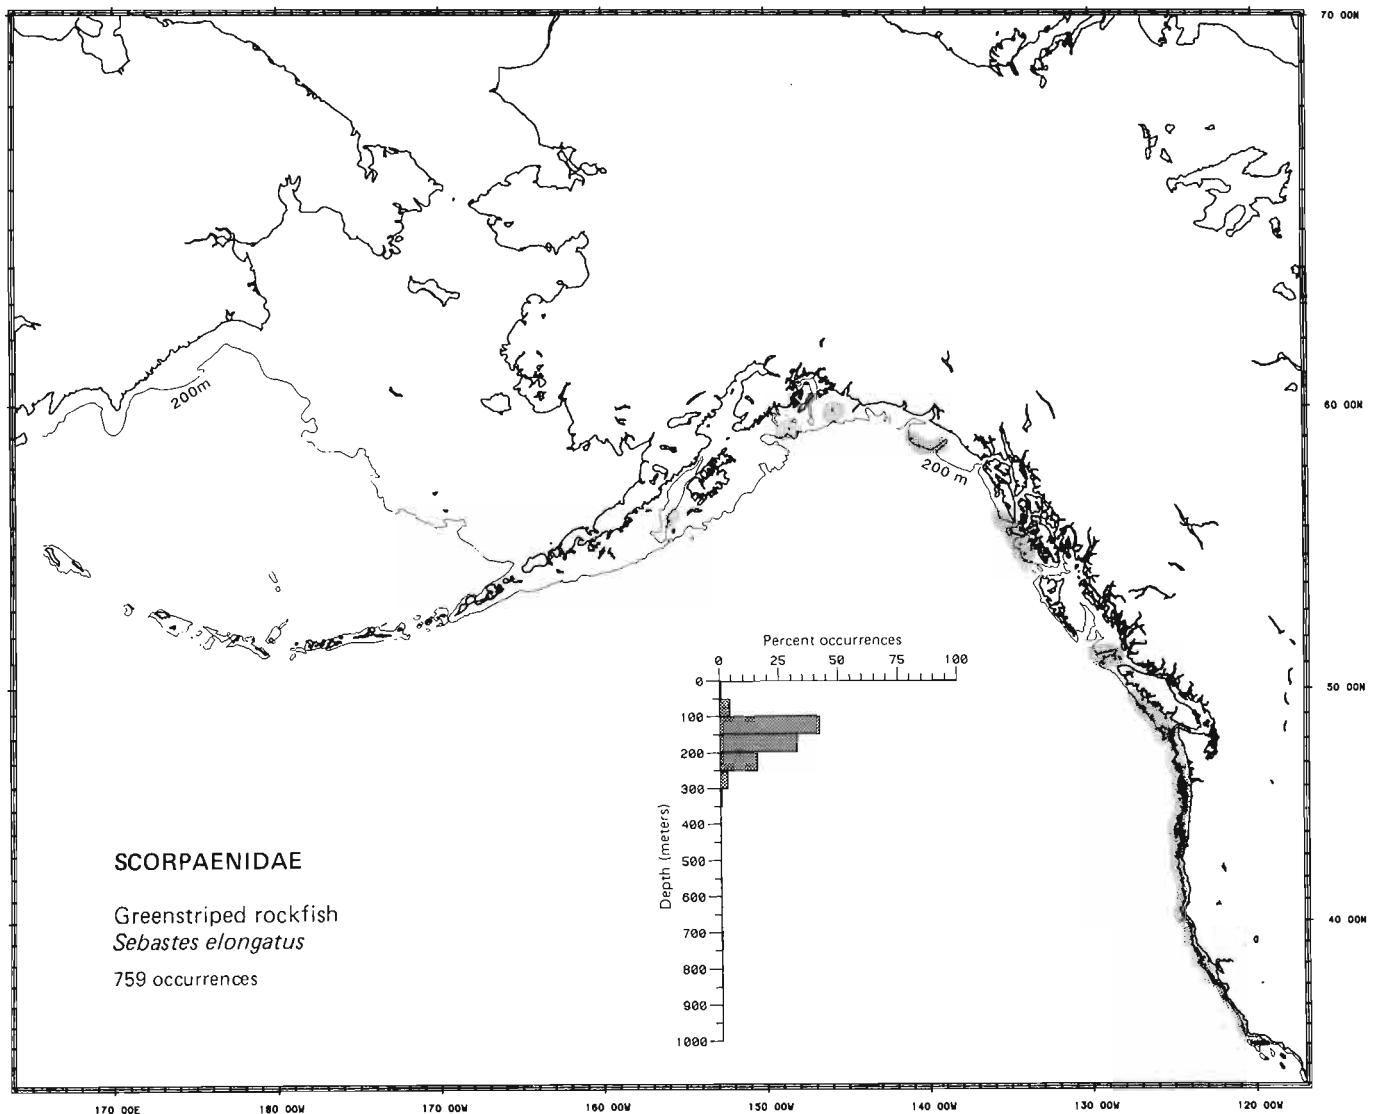 70 00N
200m
60 00N
200 m
Percent occurrences
0 25 50 75 100
50 00N
0
100
200
300
400
500
600
700
800
900
1000
Depth (meters)
SCORPAENIDAE
Greenstriped rockfish
Sebastes elongatus
759 occurrences
40 00N
170 00E 180 00W 170 00W 160 00W 150 00W 140 00W 130 00W 120 00W